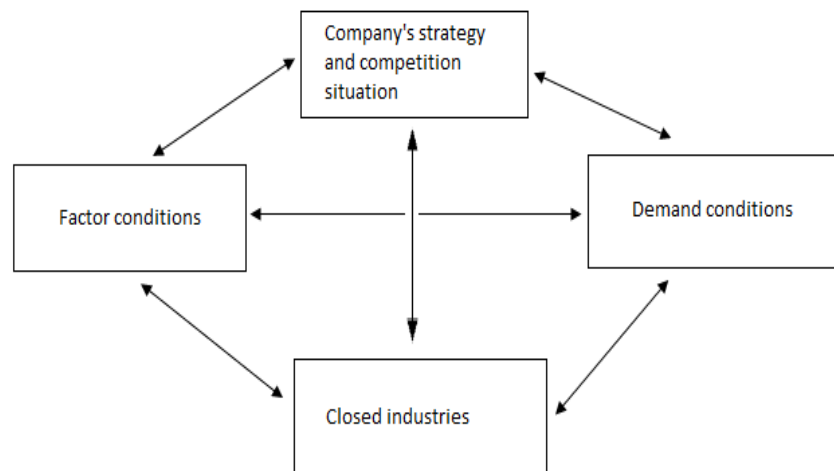 Company's strategy
and competition
situation
Factor conditions
Demand conditions
Closed industries